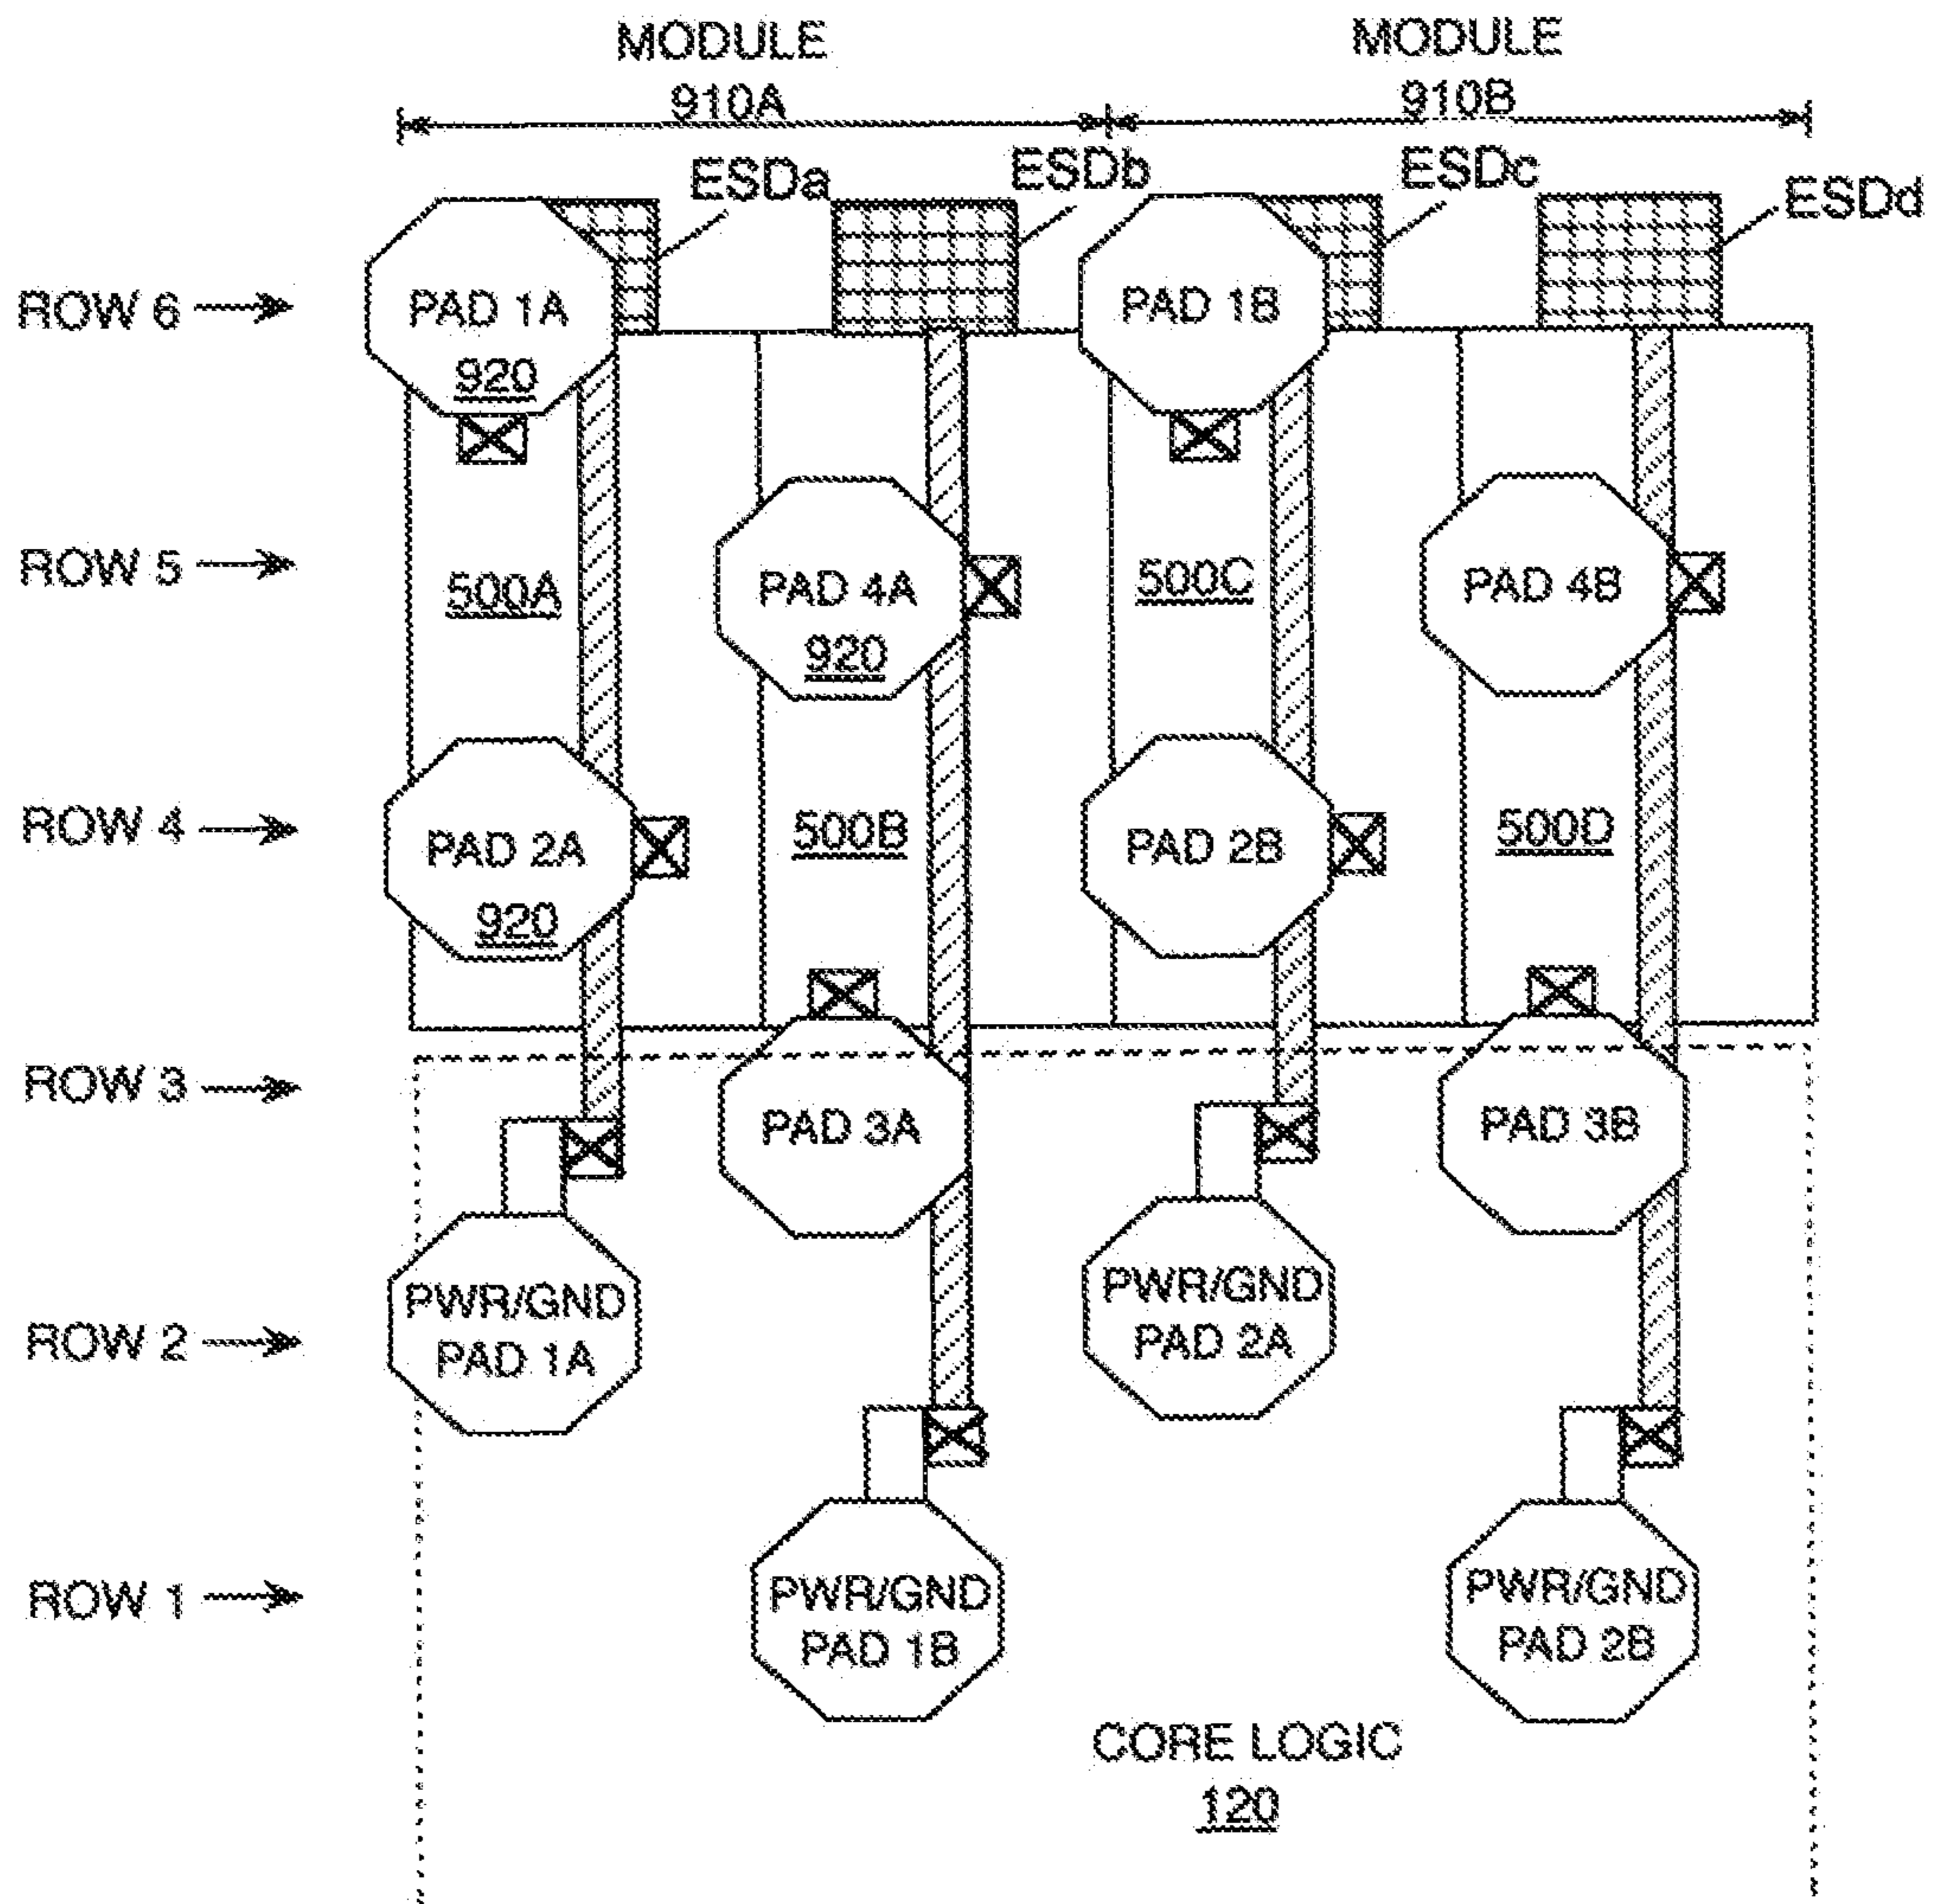 MODULE
910A
MODULE
910B
ESDa
ESDb
ESDc
ESDd
ROW 6
PAD 1A
920
PAD 1B
ROW 5
500A
PAD 4A
920
500C
PAD 4B
ROW 4
PAD 2A
920
500B
PAD 2B
500D
ROW 3
PAD 3A
PAD 3B
ROW 2
PWR/GND
PAD 1A
PWR/GND
PAD 2A
ROW 1
PWR/GND
PAD 1B
PWR/GND
PAD 2B
CORE LOGIC
120